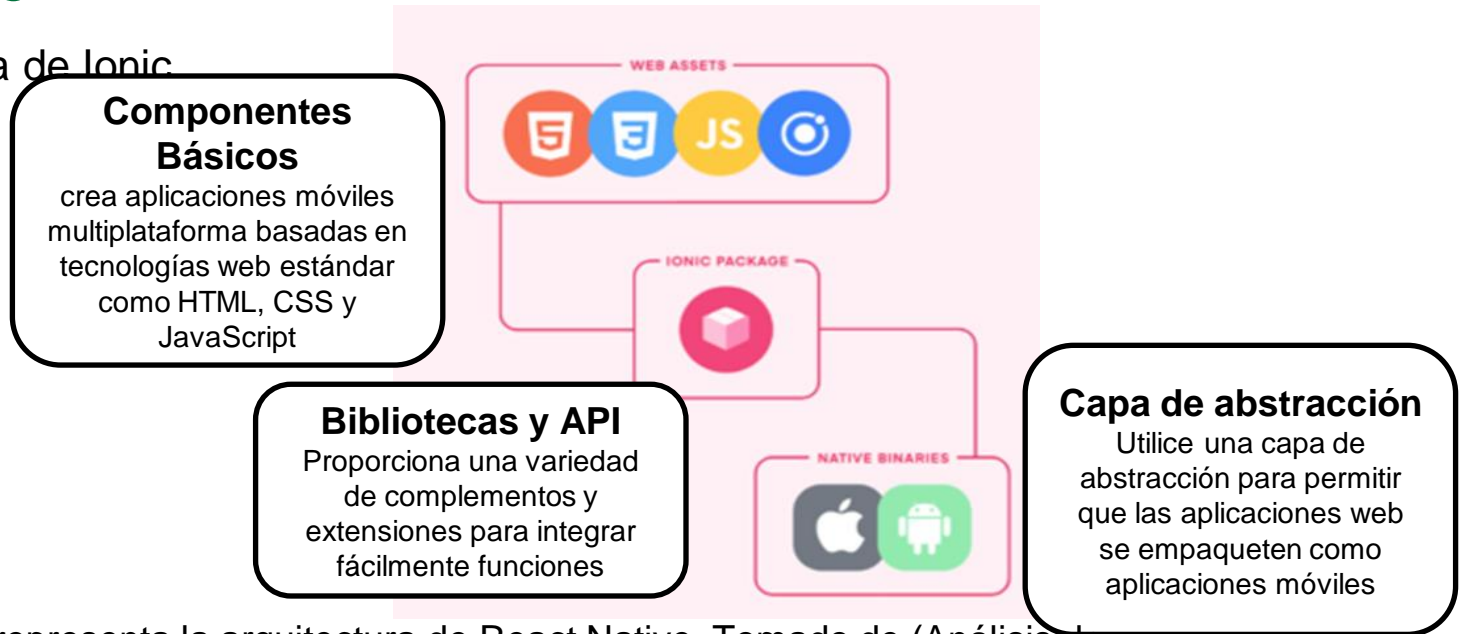 a de Ionic
Componentes
Básicos
crea aplicaciones móviles
multiplataforma basadas en
tecnologías web estándar
como HTML, CSS y
JavaScript
WEB ASSETS
5
3
JS
IONIC PACKAGE
Bibliotecas y API
Proporciona una variedad
de complementos y
extensiones para integrar
fácilmente funciones
NATIVE BINARIES
Capa de abstracción
Utilice una capa de
abstracción para permitir
que las aplicaciones web
se empaqueten como
aplicaciones móviles
representa la arquitectura de React Native. Tomado de (Análisis